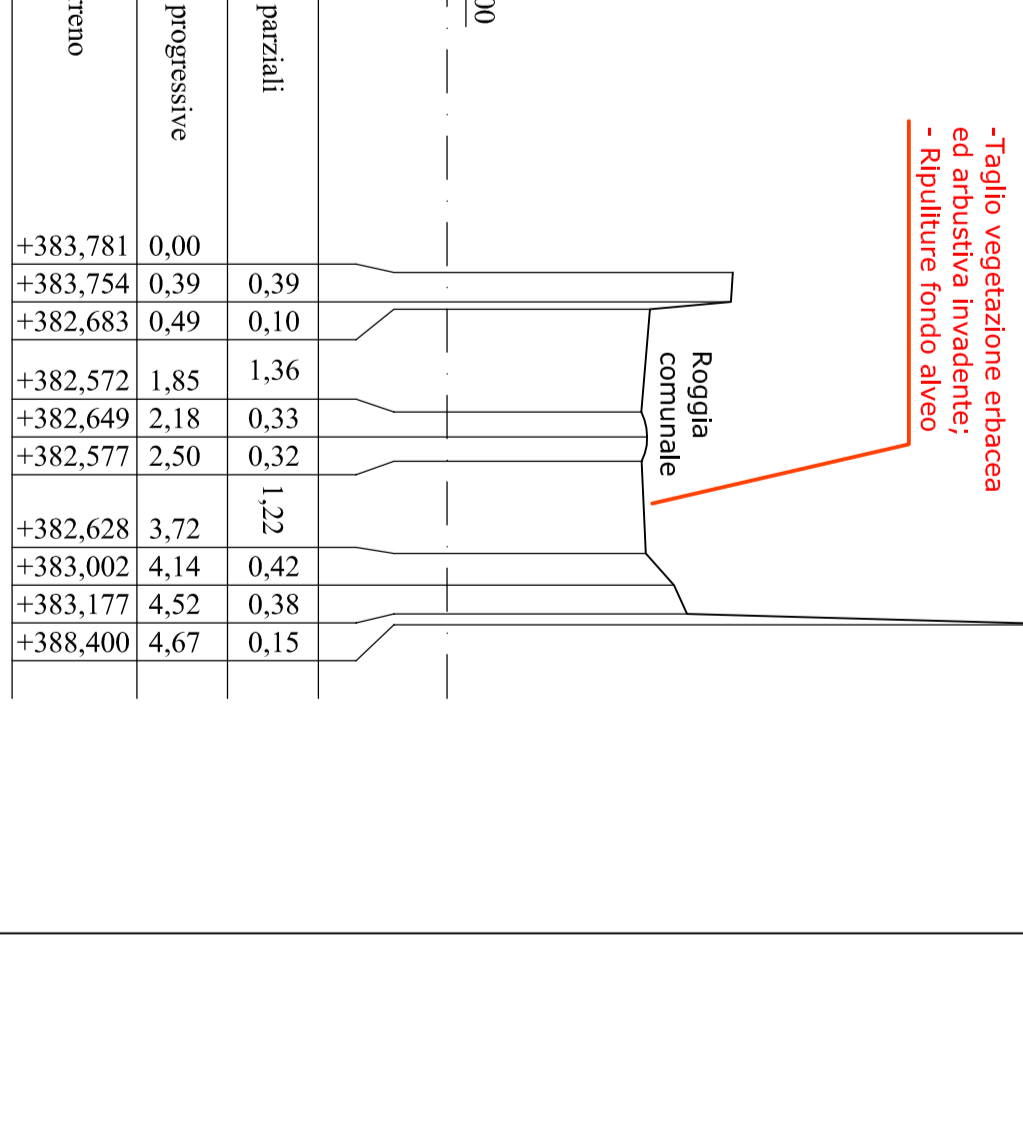 -Taglio vegetazione erbacea
ed arbustiva invadente;
- Ripuliture fondo alveo
Roggia
comunale
00
parziali
progressive
rreno
+383,781 0,00
+383,754 0,39 0,39
+382,683 0,49 0,10
+382,572 1,85 1,36
+382,649 2,18 0,33
+382,577 2,50 0,32
+382,628 3,72 1,22
+383,002 4,14 0,42
+383,177 4,52 0,38
+388,400 4,67 0,15